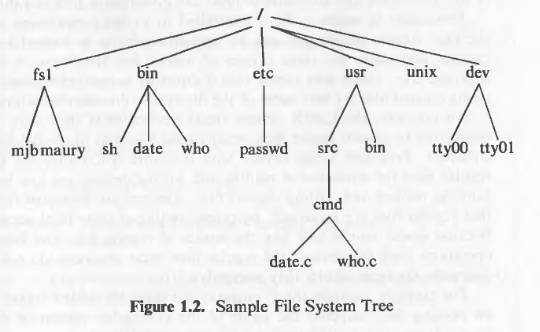 /
fs1 bin etc usr unix dev
mjb maury sh date who passwd src bin tty00 tty01
cmd
date.c who.c
Figure 1.2. Sample File System Tree